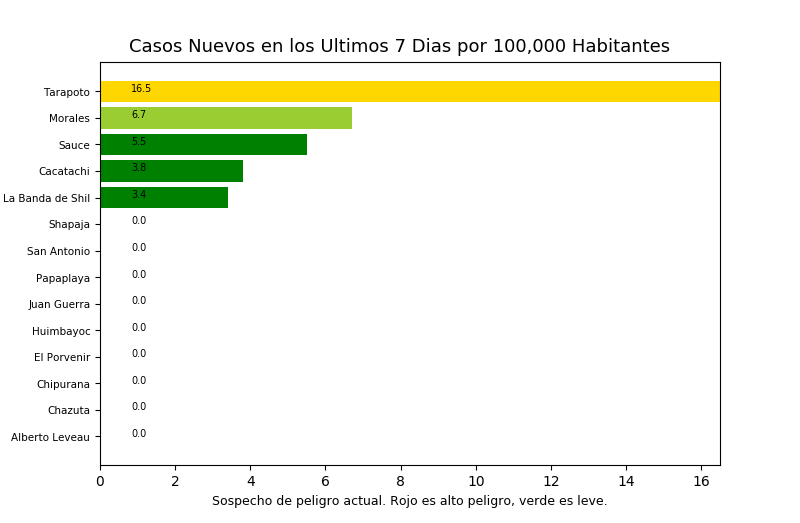 Casos Nuevos en los Ultimos 7 Dias por 100,000 Habitantes
Tarapoto 16.5
Morales 6.7
Sauce 5.5
Cacatachi 3.8
La Banda de Shil 3.4
Shapaja 0.0
San Antonio 0.0
Papaplaya 0.0
Juan Guerra 0.0
Huimbayoc 0.0
El Porvenir 0.0
Chipurana 0.0
Chazuta 0.0
Alberto Leveau 0.0
0 2 4 6 8 10 12 14 16
Sospecho de peligro actual. Rojo es alto peligro, verde es leve.